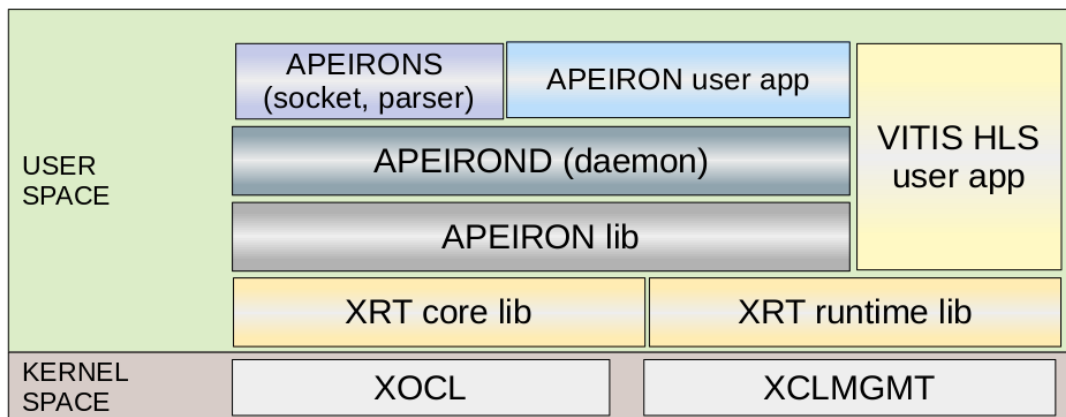 APEIRONS
(socket, parser)
APEIRON user app
VITIS HLS
user app
USER
SPACE
APEIROND (daemon)
APEIRON lib
XRT core lib
XRT runtime lib
KERNEL
SPACE
XOCL
XCLMGMT